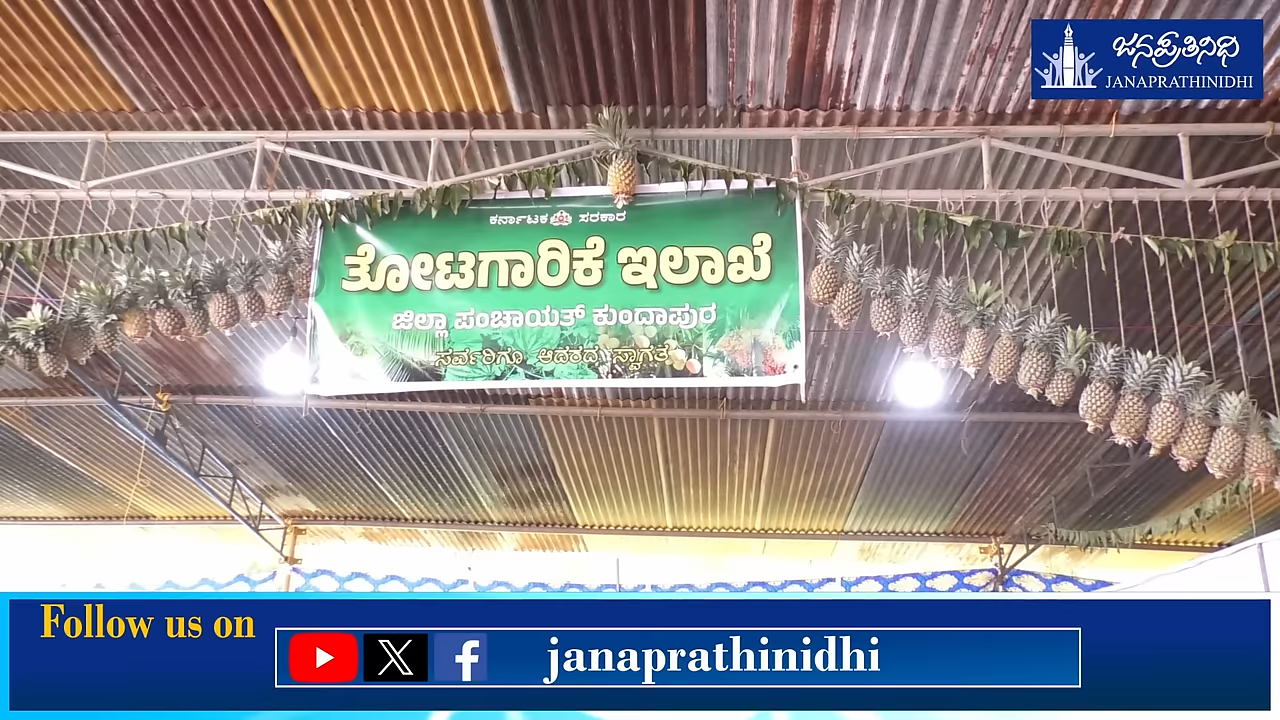 ಜನಪ್ರತಿನಿಧಿ
JANAPRATHINIDHI
ಕರ್ನಾಟಕ ಸರಕಾರ
ತೋಟಗಾರಿಕೆ ಇಲಾಖೆ
ಜಿಲ್ಲಾ ಪಂಚಾಯತ್ ಕುಂದಾಪುರ
ಸರ್ವರಿಗೂ ಆದರದ ಸ್ವಾಗತ
Follow us on
janaprathinidhi